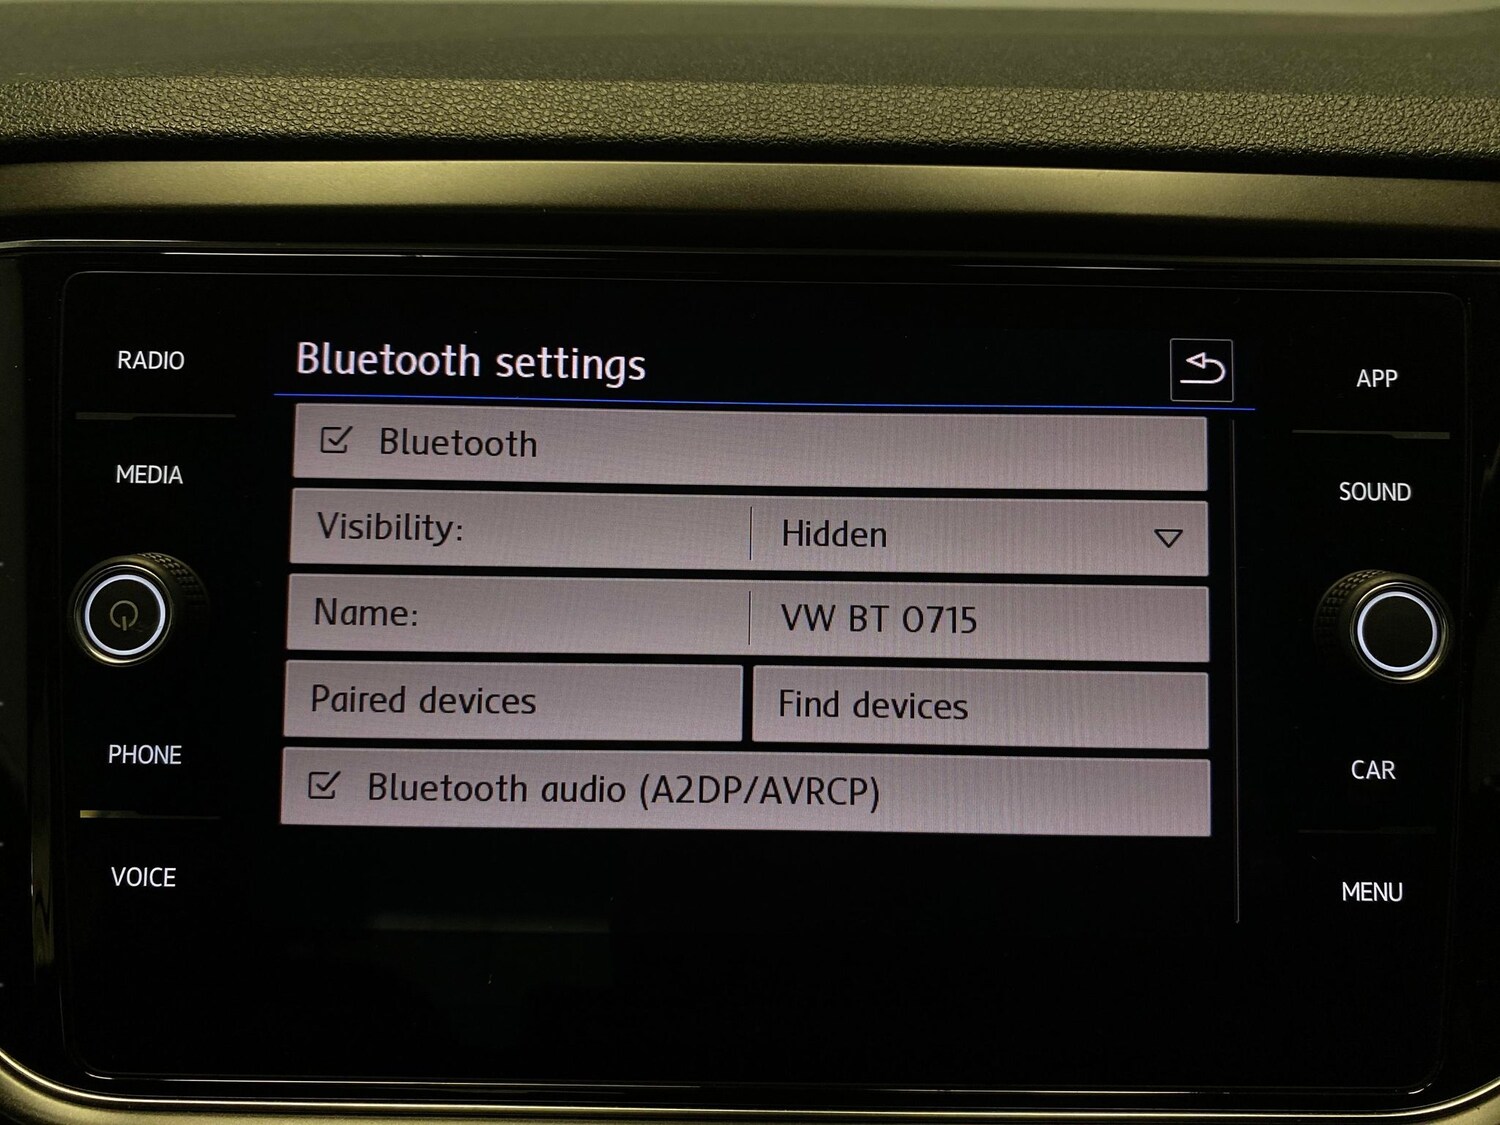 RADIO
MEDIA
PHONE
VOICE
Bluetooth settings
Bluetooth
Visibility: Hidden
Name: VW BT 0715
Paired devices Find devices
Bluetooth audio (A2DP/AVRCP)
APP
SOUND
CAR
MENU